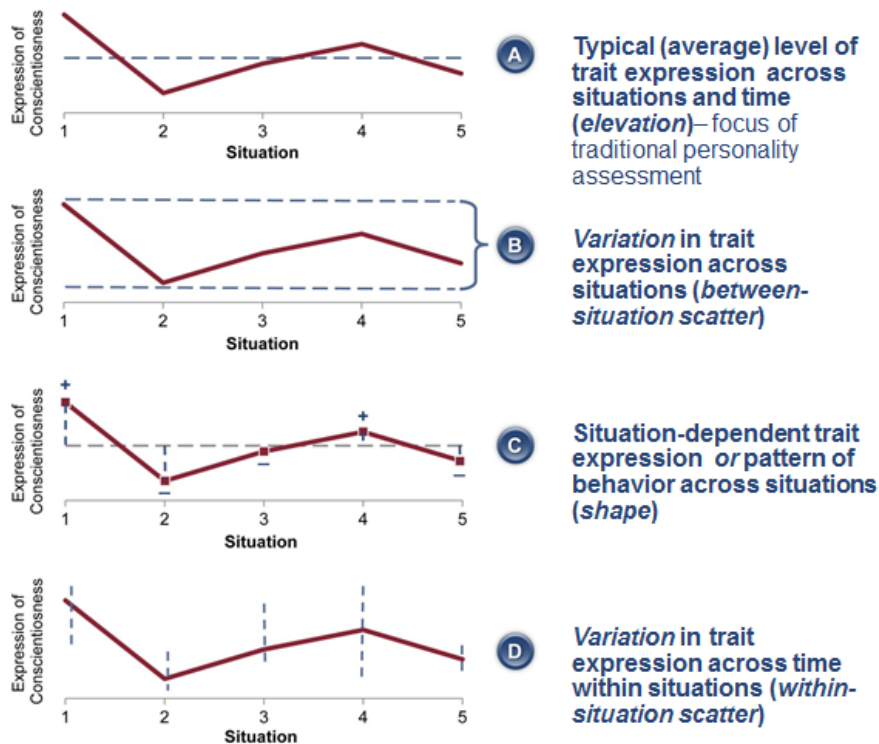 Expression of
Conscientiosness
1 2 3 4 5
Situation
A
Typical (average) level of
trait expression across
situations and time
(elevation)– focus of
traditional personality
assessment
Expression of
Conscientiosness
1 2 3 4 5
Situation
B
Variation in trait
expression across
situations (between-
situation scatter)
Expression of
Conscientiosness
+
+
1 2 3 4 5
Situation
C
Situation-dependent trait
expression or pattern of
behavior across situations
(shape)
Expression of
Conscientiosness
1 2 3 4 5
Situation
D
Variation in trait
expression across time
within situations (within-
situation scatter)